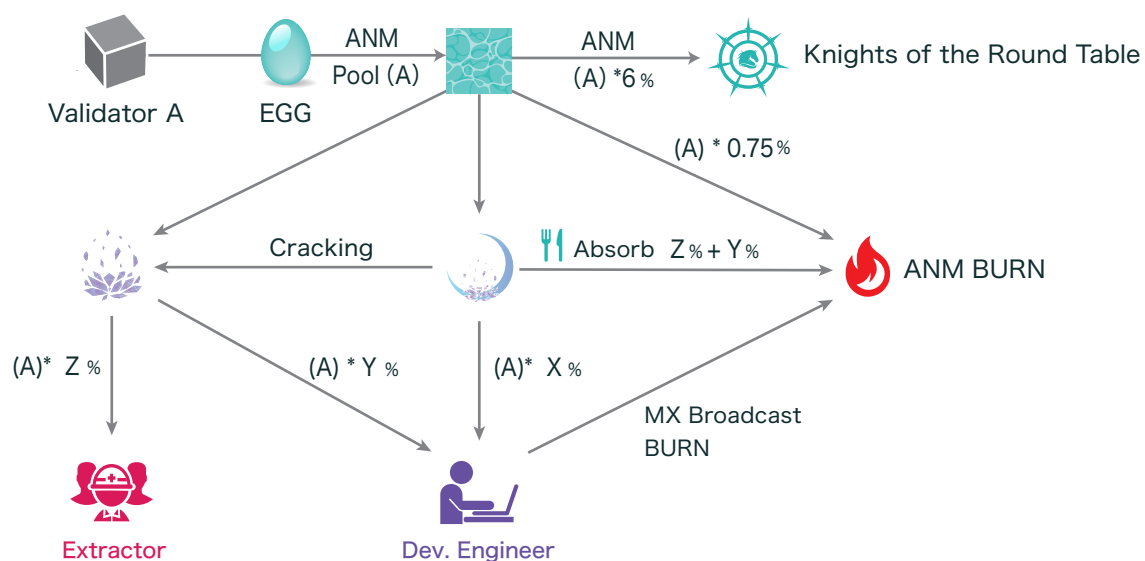 ANM
Pool (A)
ANM
(A) *6 %
Knights of the Round Table
Validator A
EGG
(A) * 0.75 %
Cracking
Absorb Z % + Y %
ANM BURN
(A)* Z %
(A) * Y %
(A)* X %
MX Broadcast
BURN
Extractor
Dev. Engineer